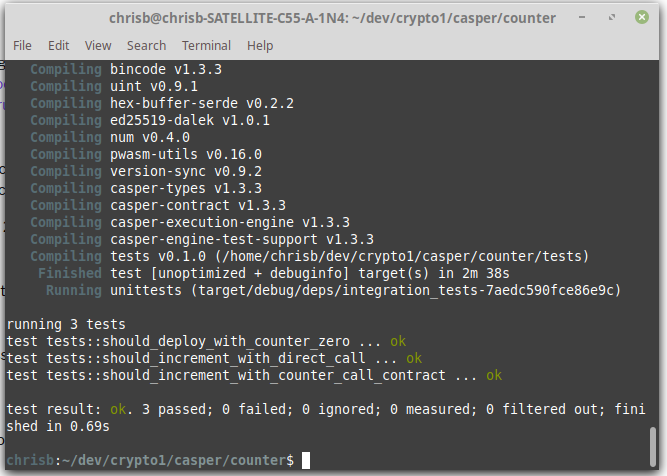 chrisb@chrisb-SATELLITE-C55-A-1N4: ~/dev/crypto1/casper/counter
File Edit View Search Terminal Help
Compiling bincode v1.3.3
Compiling uint v0.9.1
Compiling hex-buffer-serde v0.2.2
Compiling ed25519-dalek v1.0.1
Compiling num v0.4.0
Compiling pwasm-utils v0.16.0
Compiling version-sync v0.9.2
Compiling casper-types v1.3.3
Compiling casper-contract v1.3.3
Compiling casper-execution-engine v1.3.3
Compiling casper-engine-test-support v1.3.3
Compiling tests v0.1.0 (/home/chrisb/dev/crypto1/casper/counter/tests)
Finished test [unoptimized + debuginfo] target(s) in 2m 38s
Running unittests (target/debug/deps/integration_tests-7aedc590fce86e9c)
running 3 tests
test tests::should_deploy_with_counter_zero ... ok
test tests::should_increment_with_direct_call ... ok
test tests::should_increment_with_counter_call_contract ... ok
test result: ok. 3 passed; 0 failed; 0 ignored; 0 measured; 0 filtered out; fini
shed in 0.69s
chrisb:~/dev/crypto1/casper/counter$